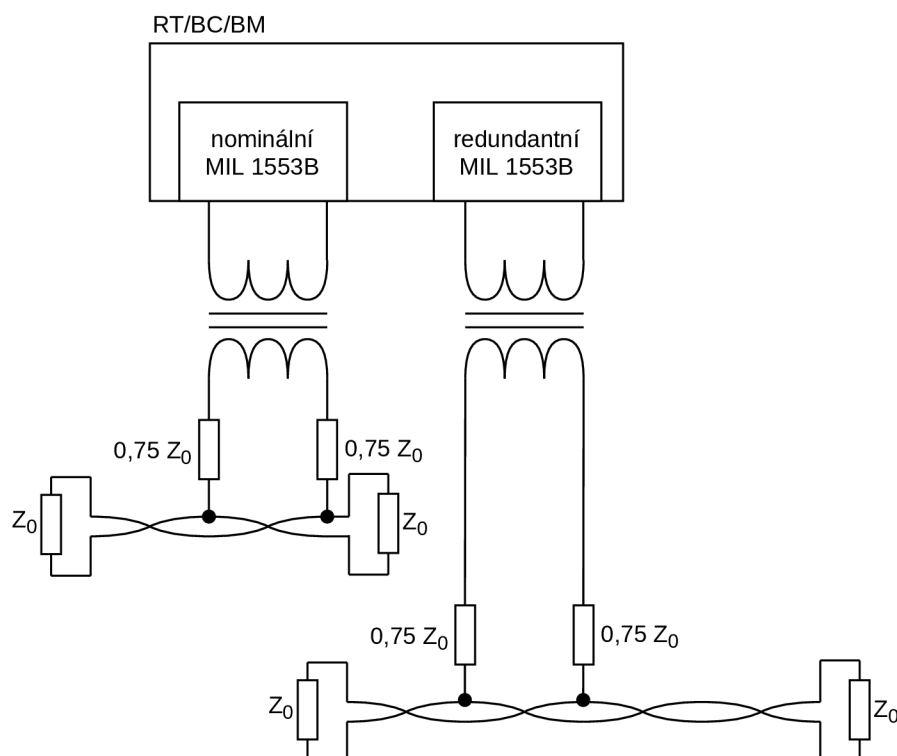 RT/BC/BM
nominální
MIL 1553B
redundantní
MIL 1553B
0,75 Z0
0,75 Z0
Z0
Z0
0,75 Z0
0,75 Z0
Z0
Z0